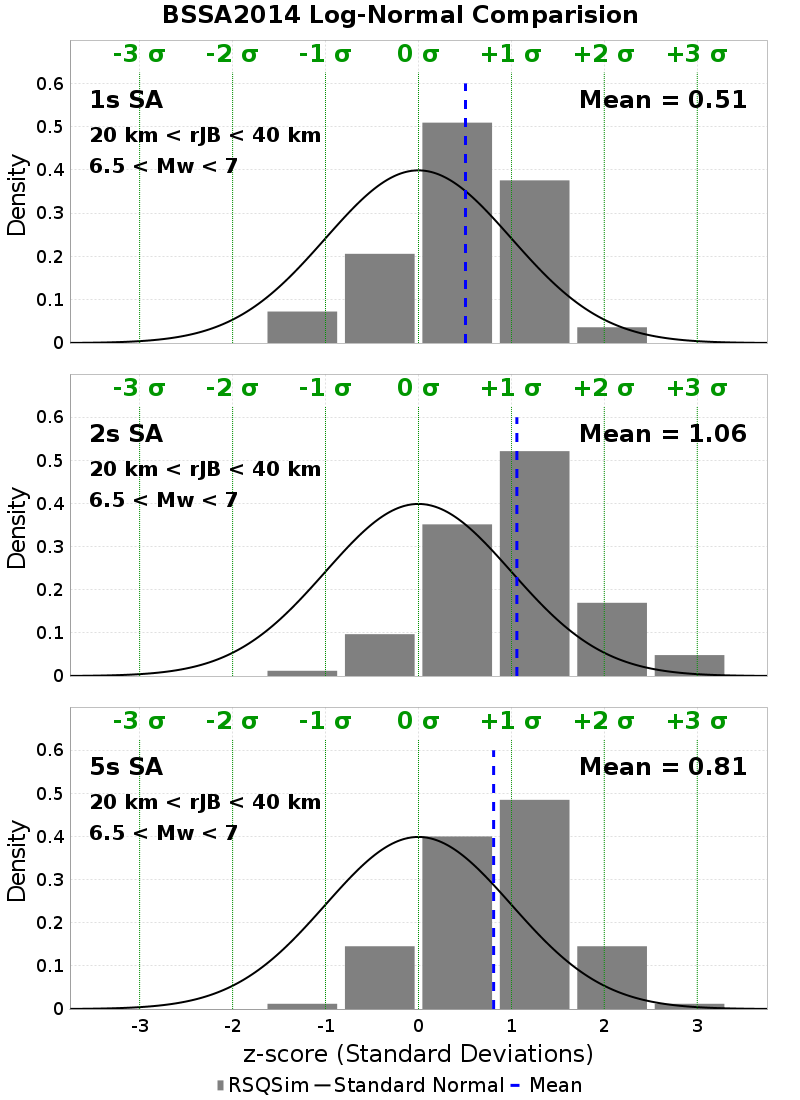 BSSA2014 Log-Normal Comparision
-3 σ -2 σ -1 σ 0 σ +1 σ +2 σ +3 σ
1s SA
Mean = 0.51
20 km < rJB < 40 km
6.5 < Mw < 7
Density
0.6
0.5
0.4
0.3
0.2
0.1
0
-3 σ -2 σ -1 σ 0 σ +1 σ +2 σ +3 σ
2s SA
Mean = 1.06
20 km < rJB < 40 km
6.5 < Mw < 7
Density
0.6
0.5
0.4
0.3
0.2
0.1
0
-3 σ -2 σ -1 σ 0 σ +1 σ +2 σ +3 σ
5s SA
Mean = 0.81
20 km < rJB < 40 km
6.5 < Mw < 7
Density
0.6
0.5
0.4
0.3
0.2
0.1
0
-3 -2 -1 0 1 2 3
z-score (Standard Deviations)
RSQSim Standard Normal Mean